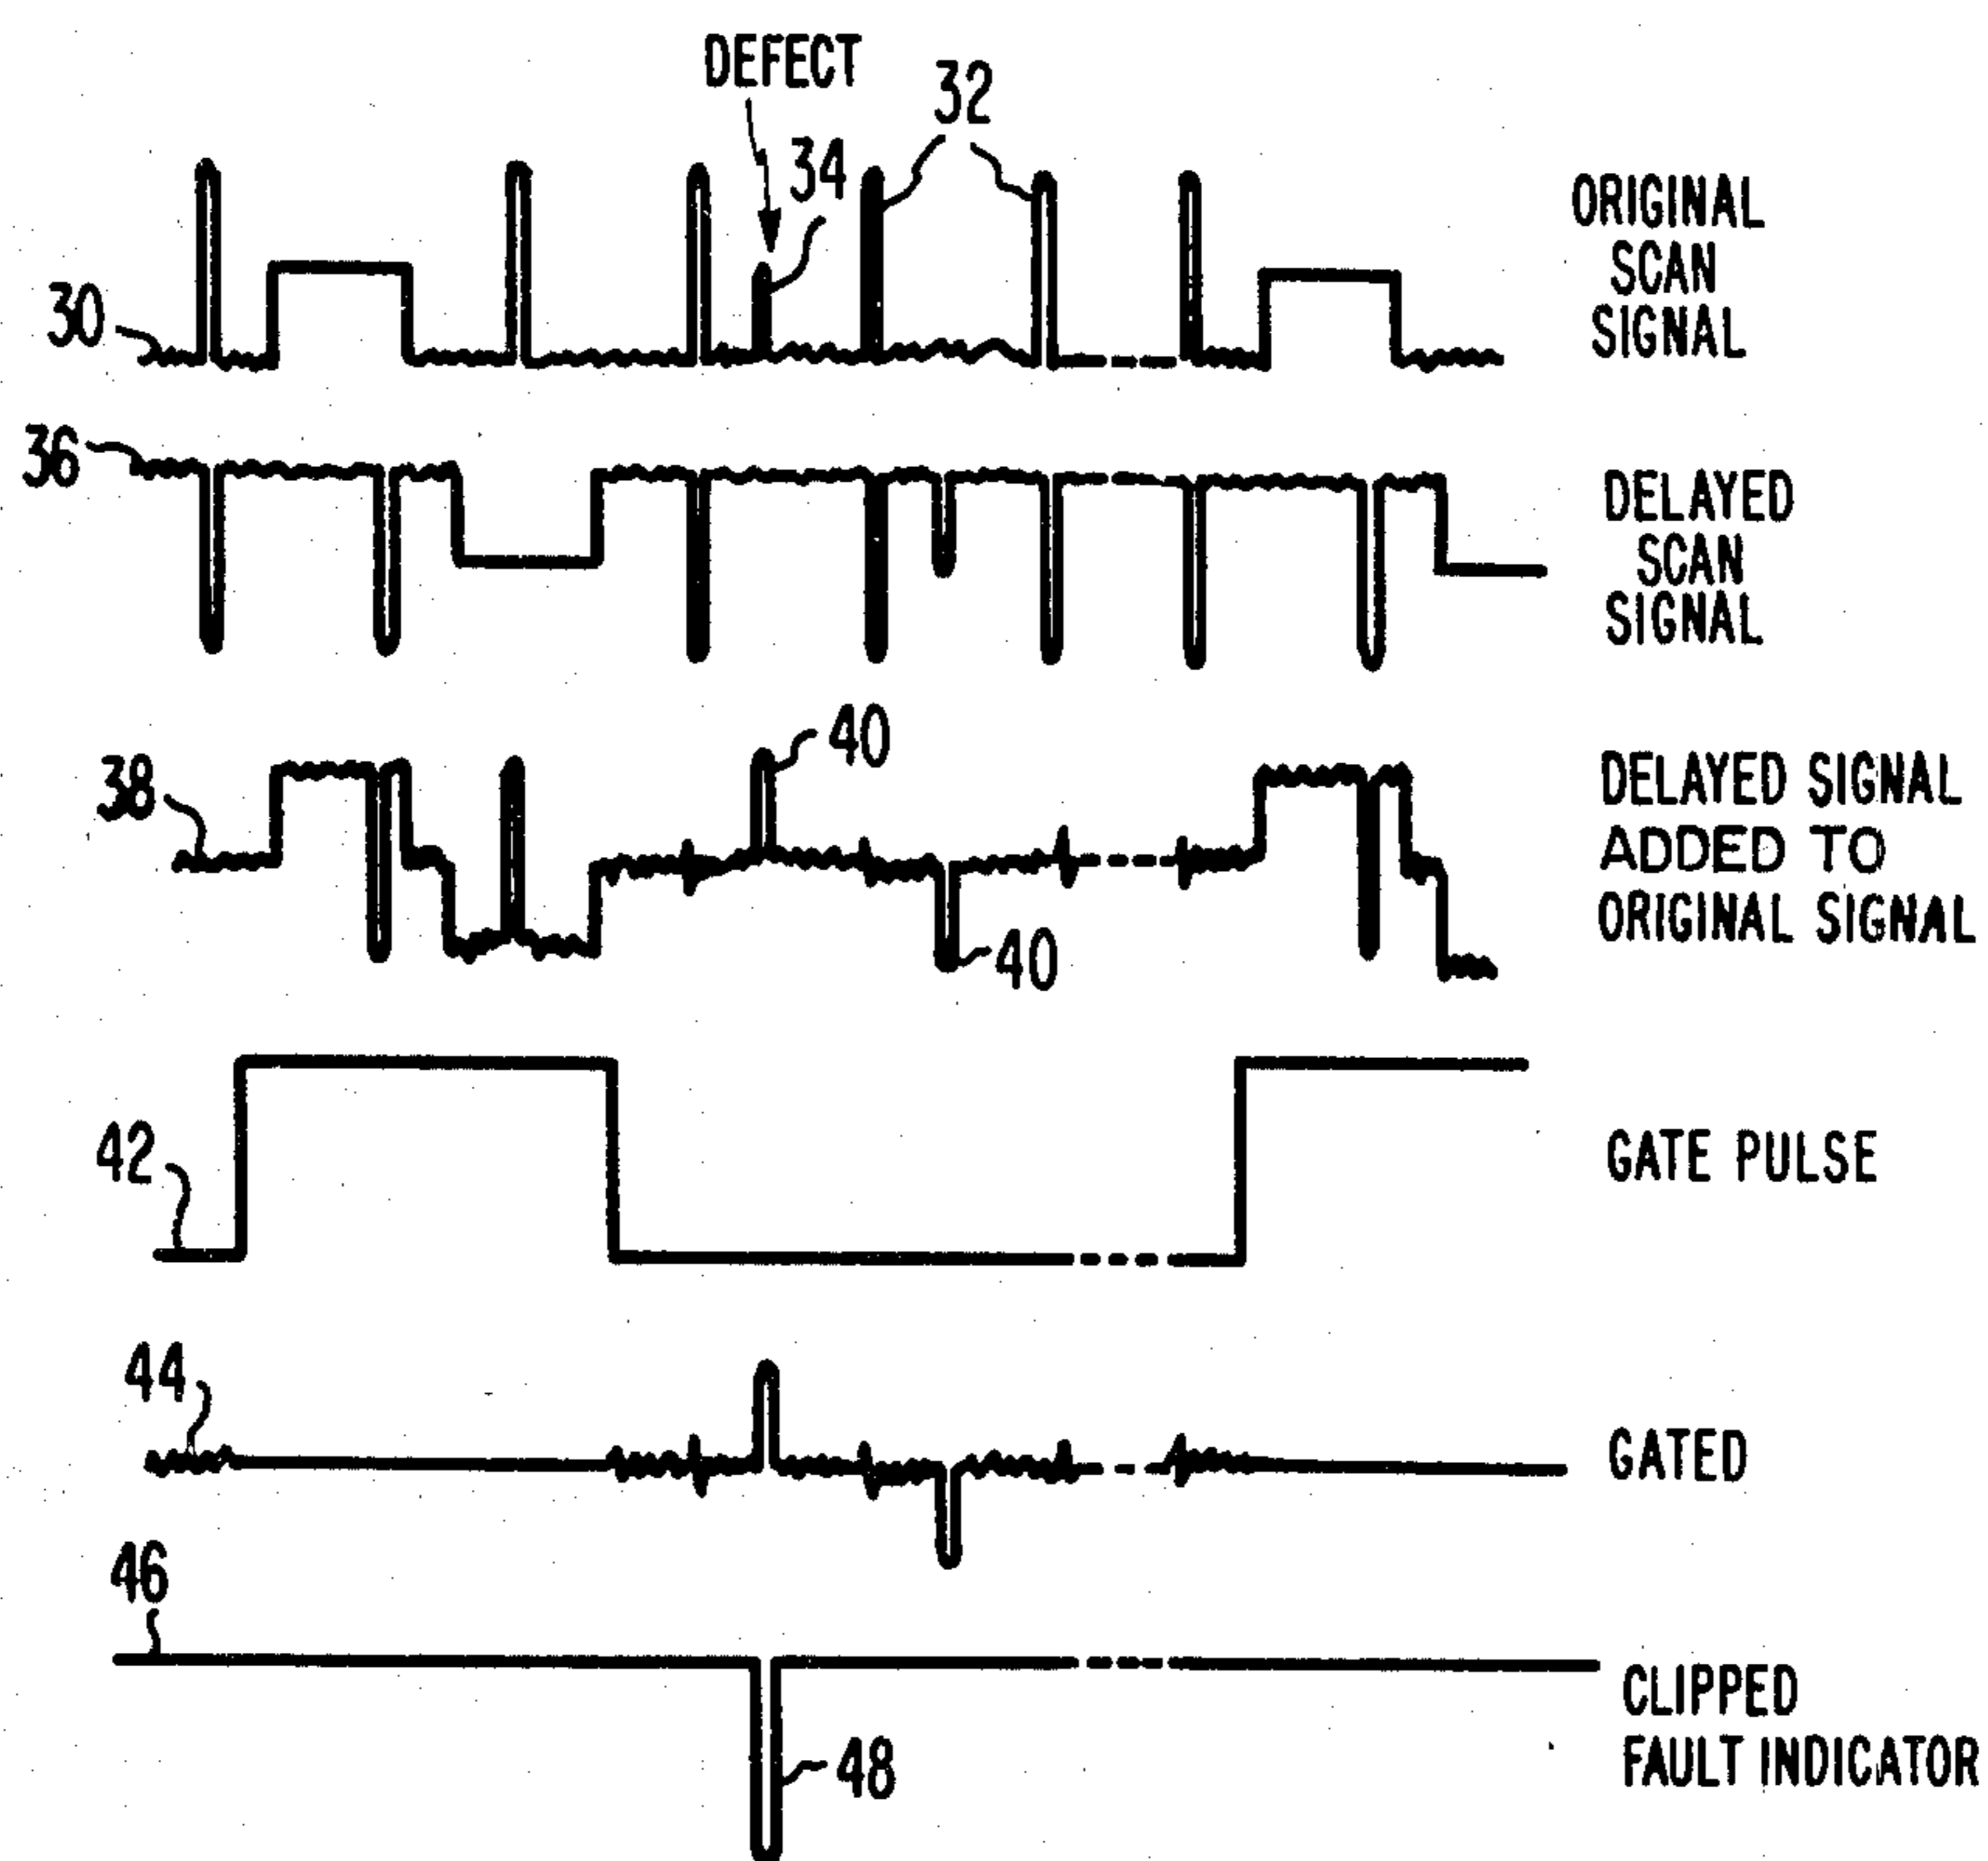 DEFECT
32
34
30
ORIGINAL
SCAN
SIGNAL
36
DELAYED
SCAN
SIGNAL
38
40
40
DELAYED SIGNAL
ADDED TO
ORIGINAL SIGNAL
42
GATE PULSE
44
GATED
46
48
CLIPPED
FAULT INDICATOR